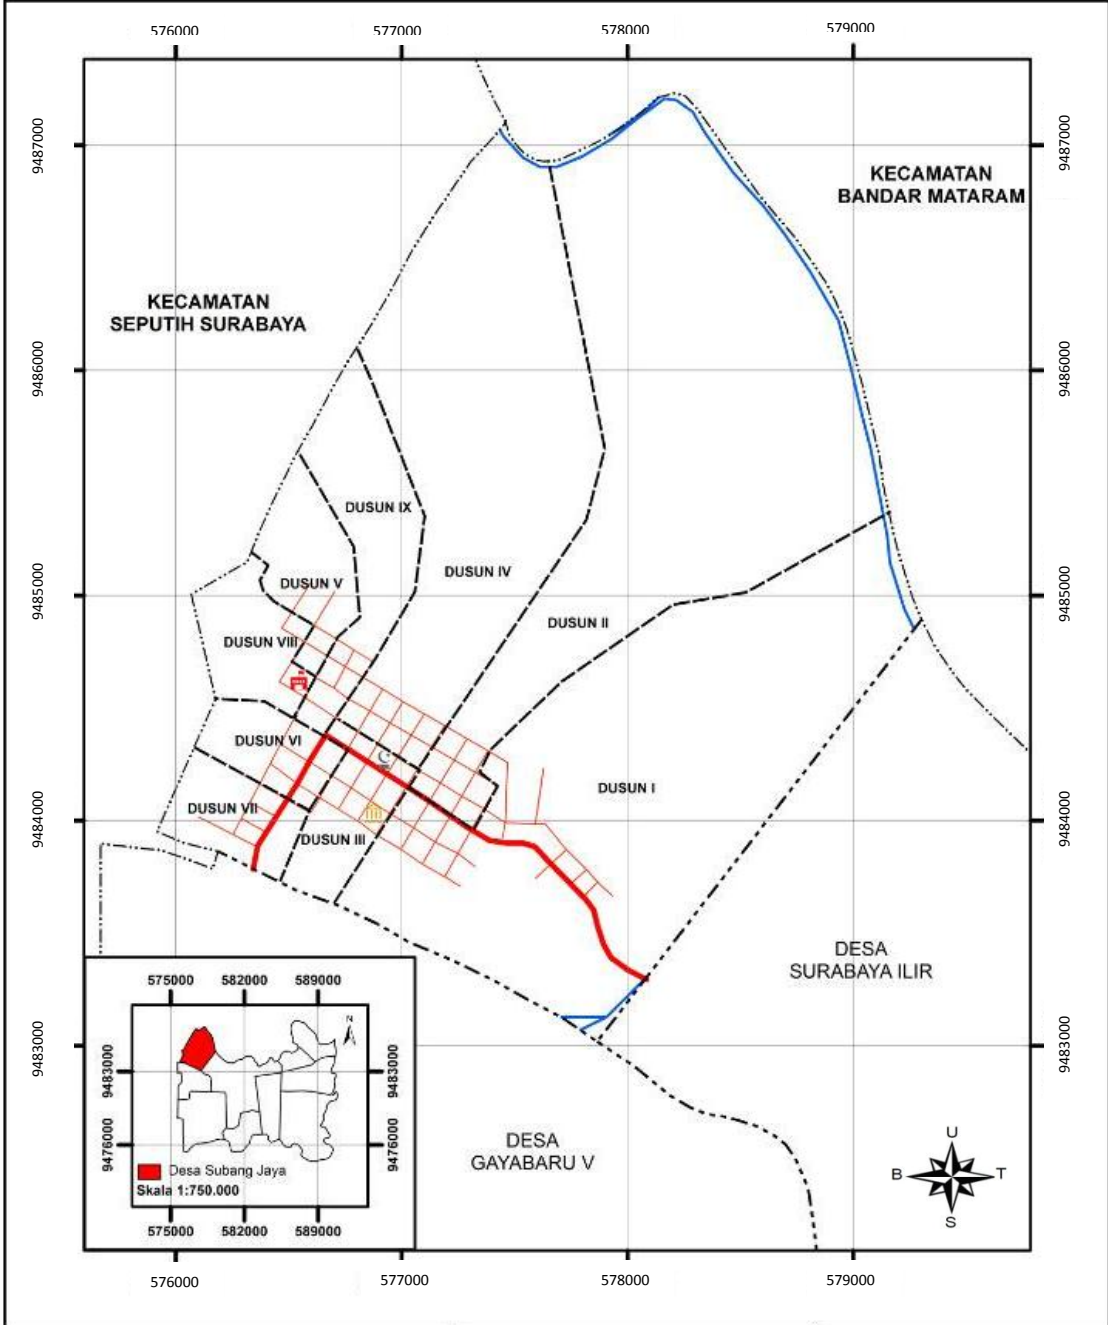 576000
577000
578000
579000
9487000
9487000
KECAMATAN
BANDAR MATARAM
KECAMATAN
SEPUTIH SURABAYA
9486000
9486000
DUSUN IX
DUSUN IV
DUSUN V
9485000
9485000
DUSUN II
DUSUN VIII
DUSUN VI
DUSUN I
DUSUN VII
9484000
9484000
DUSUN III
DESA
SURABAYA ILIR
575000
582000
589000
N
9483000
9483000
9483000
9483000
9476000
9476000
Desa Subang Jaya
Skala 1:750.000
575000
582000
589000
DESA
GAYABARU V
U
B
T
S
576000
577000
578000
579000